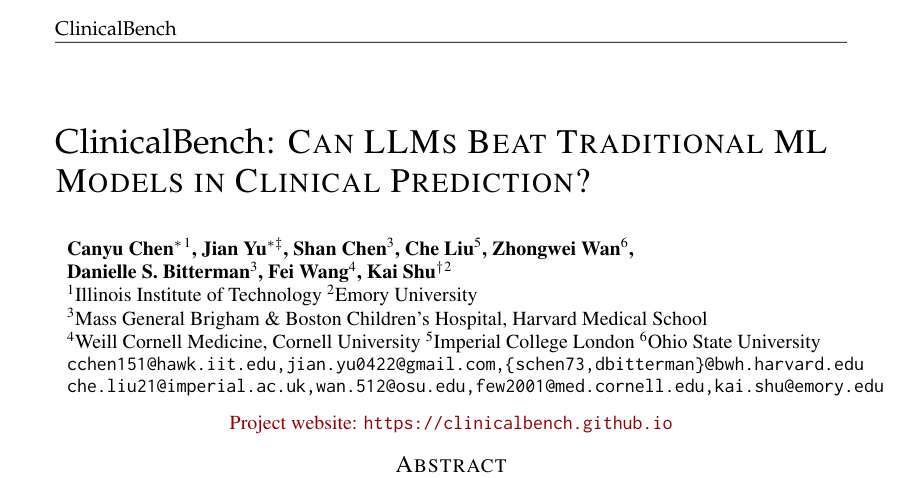 ClinicalBench
ClinicalBench: CAN LLMS BEAT TRADITIONAL ML
MODELS IN CLINICAL PREDICTION?
Canyu Chen*1, Jian Yu*‡, Shan Chen3, Che Liu5, Zhongwei Wan6,
Danielle S. Bitterman3, Fei Wang4, Kai Shu†2
1Illinois Institute of Technology 2Emory University
3Mass General Brigham & Boston Children's Hospital, Harvard Medical School
4Weill Cornell Medicine, Cornell University 5Imperial College London 6Ohio State University
cchen151@hawk.iit.edu,jian.yu0422@gmail.com,{schen73,dbitterman}@bwh.harvard.edu
che.liu21@imperial.ac.uk,wan.512@osu.edu,few2001@med.cornell.edu,kai.shu@emory.edu
Project website: https://clinicalbench.github.io
ABSTRACT